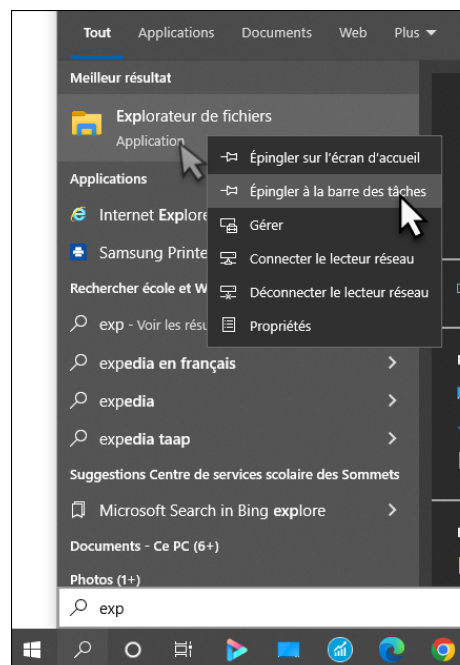 Tout Applications Documents Web Plus
Meilleur résultat
Explorateur de fichiers
Application
Épingler sur l'écran d'accueil
Applications
Épingler à la barre des tâches
Internet Explore
Gérer
Samsung Printe
Connecter le lecteur réseau
Rechercher école et W
Déconnecter le lecteur réseau
exp - Voir les résu
Propriétés
expedia en français
expedia
expedia taap
Suggestions Centre de services scolaire des Sommets
Microsoft Search in Bing explore
Documents - Ce PC (6+)
Photos (1+)
exp